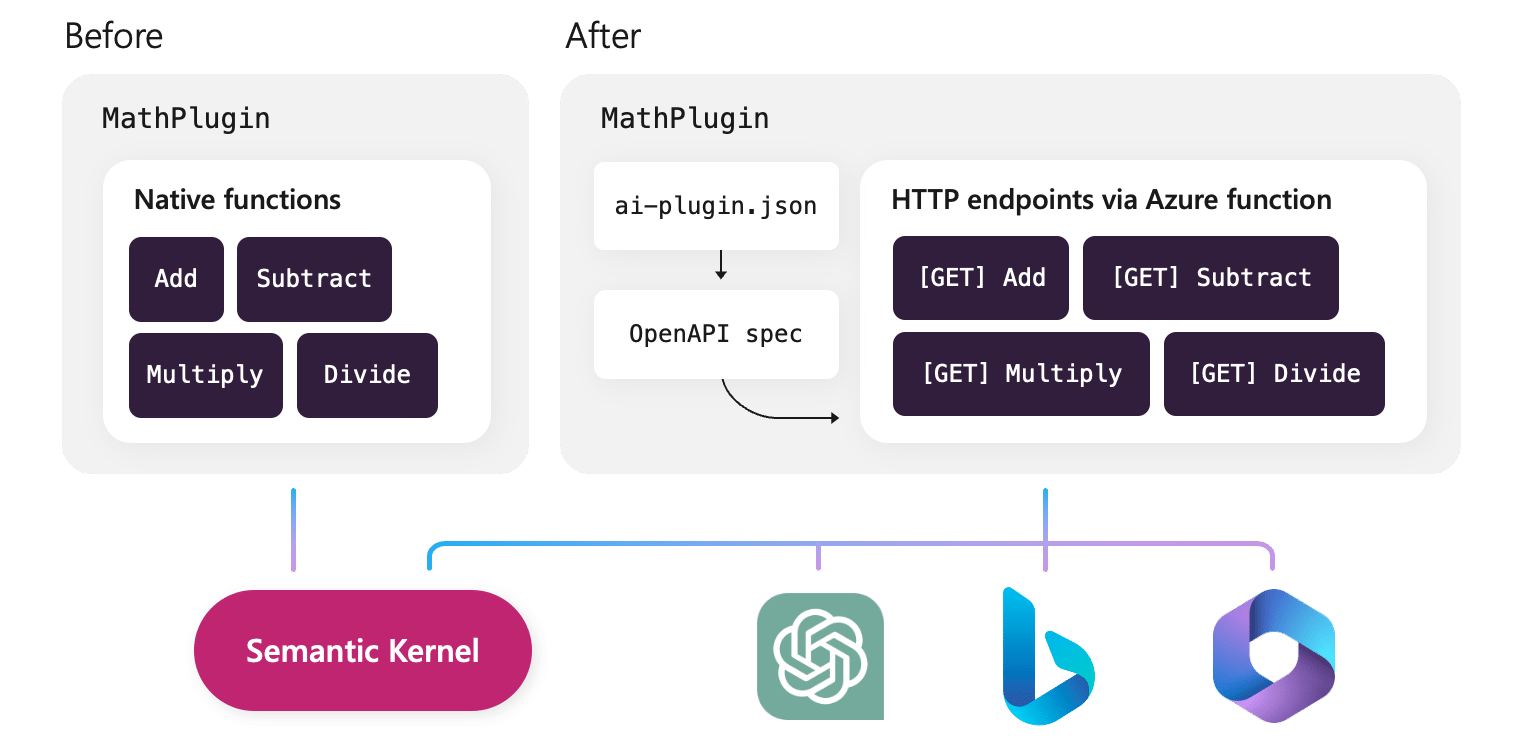 Before
After
MathPlugin
Native functions
Add
Subtract
Multiply
Divide
MathPlugin
ai-plugin.json
OpenAPI spec
HTTP endpoints via Azure function
[GET] Add
[GET] Subtract
[GET] Multiply
[GET] Divide
Semantic Kernel